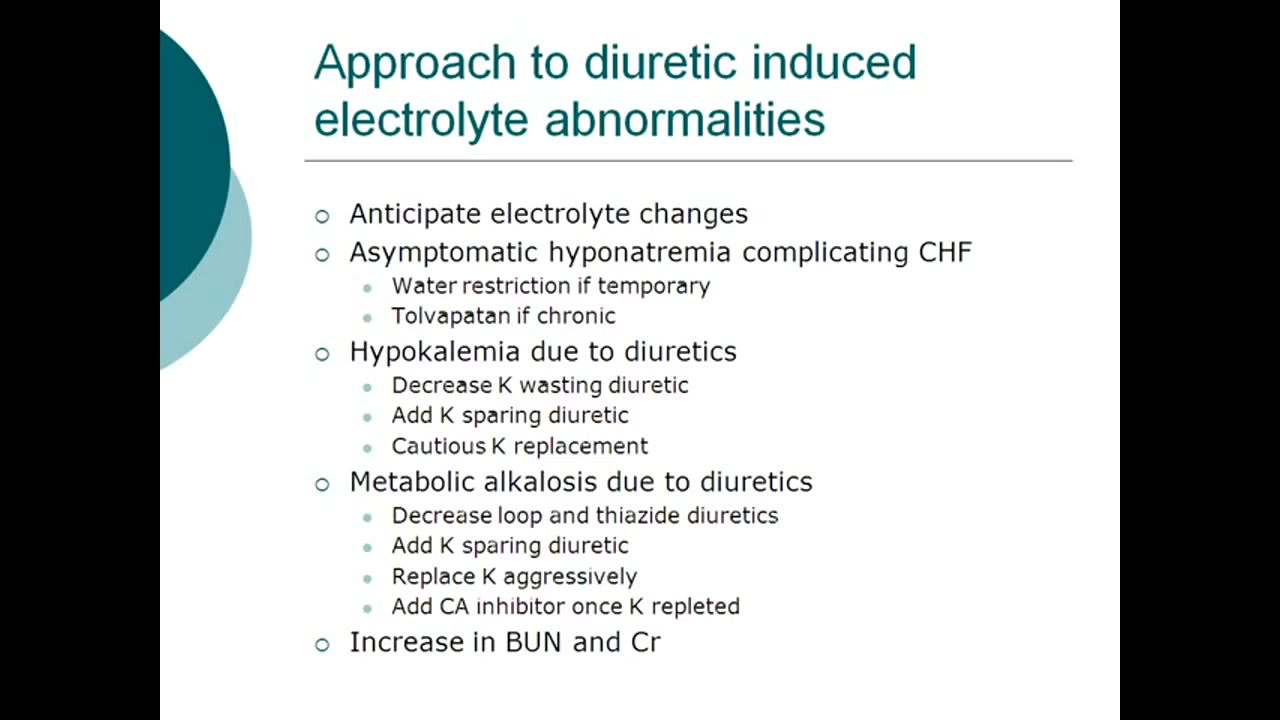 Approach to diuretic induced
electrolyte abnormalities
Anticipate electrolyte changes
Asymptomatic hyponatremia complicating CHF
Water restriction if temporary
Tolvapatan if chronic
Hypokalemia due to diuretics
Decrease K wasting diuretic
Add K sparing diuretic
Cautious K replacement
Metabolic alkalosis due to diuretics
Decrease loop and thiazide diuretics
Add K sparing diuretic
Replace K aggressively
Add CA inhibitor once K repleted
Increase in BUN and Cr